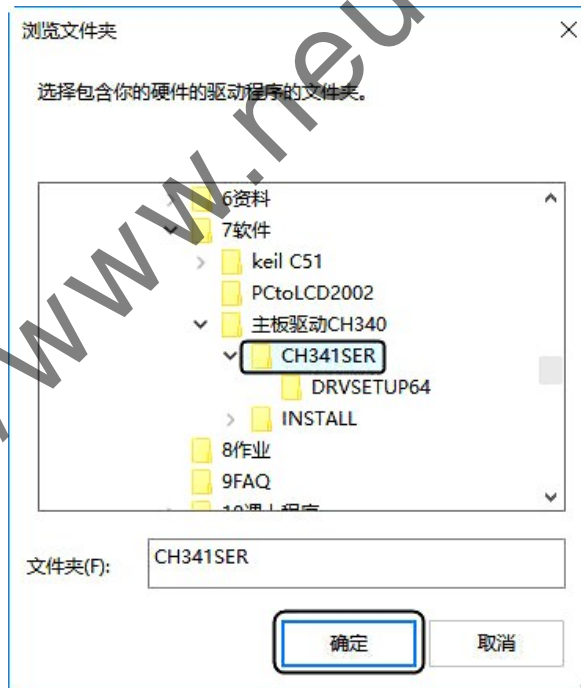 浏览文件夹
选择包含你的硬件的驱动程序的文件夹。
6资料
7软件
keil C51
PCtoLCD2002
主板驱动CH340
CH341SER
DRVSETUP64
INSTALL
8作业
9FAQ
文件夹(F):
CH341SER
确定
取消
www.neu